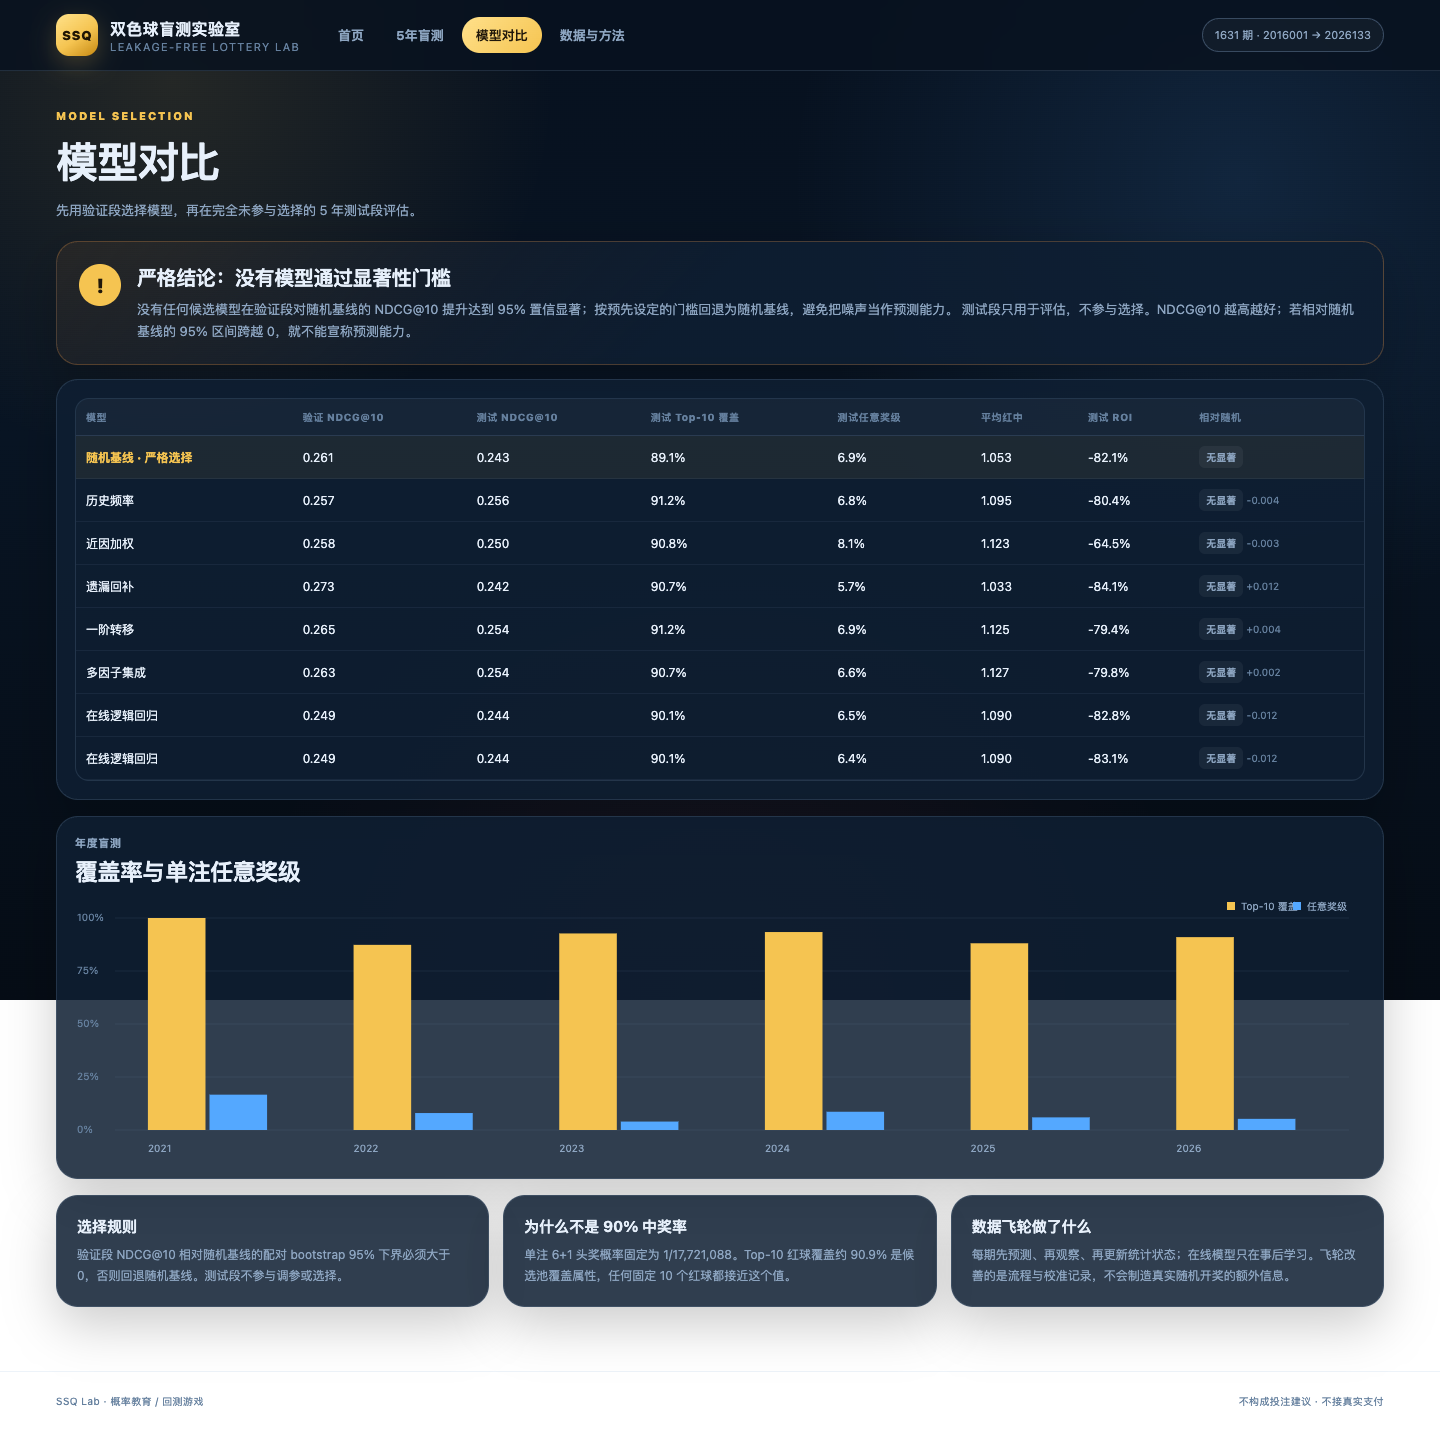 SSQ
双色球盲测实验室
LEAKAGE-FREE LOTTERY LAB
首页
5年盲测
模型对比
数据与方法
1631 期 · 2016001 → 2026133
MODEL SELECTION
模型对比
先用验证段选择模型，再在完全未参与选择的 5 年测试段评估。
!
严格结论：没有模型通过显著性门槛
没有任何候选模型在验证段对随机基线的 NDCG@10 提升达到 95% 置信显著；按预先设定的门槛回退为随机基线，避免把噪声当作预测能力。 测试段只用于评估，不参与选择。NDCG@10 越高越好；若相对随机
基线的 95% 区间跨越 0，就不能宣称预测能力。
模型 验证 NDCG@10 测试 NDCG@10 测试 Top-10 覆盖 测试任意奖级 平均红中 测试 ROI 相对随机
随机基线 · 严格选择 0.261 0.243 89.1% 6.9% 1.053 -82.1% 无显著
历史频率 0.257 0.256 91.2% 6.8% 1.095 -80.4% 无显著 -0.004
近因加权 0.258 0.250 90.8% 8.1% 1.123 -64.5% 无显著 -0.003
遗漏回补 0.273 0.242 90.7% 5.7% 1.033 -84.1% 无显著 +0.012
一阶转移 0.265 0.254 91.2% 6.9% 1.125 -79.4% 无显著 +0.004
多因子集成 0.263 0.254 90.7% 6.6% 1.127 -79.8% 无显著 +0.002
在线逻辑回归 0.249 0.244 90.1% 6.5% 1.090 -82.8% 无显著 -0.012
在线逻辑回归 0.249 0.244 90.1% 6.4% 1.090 -83.1% 无显著 -0.012
年度盲测
覆盖率与单注任意奖级
Top-10 覆盖 任意奖级
100%
75%
50%
25%
0%
2021 2022 2023 2024 2025 2026
选择规则
验证段 NDCG@10 相对随机基线的配对 bootstrap 95% 下界必须大于
0，否则回退随机基线。测试段不参与调参或选择。
为什么不是 90% 中奖率
单注 6+1 头奖概率固定为 1/17,721,088。Top-10 红球覆盖约 90.9% 是候
选池覆盖属性，任何固定 10 个红球都接近这个值。
数据飞轮做了什么
每期先预测、再观察、再更新统计状态；在线模型只在事后学习。飞轮改
善的是流程与校准记录，不会制造真实随机开奖的额外信息。
SSQ Lab · 概率教育 / 回测游戏
不构成投注建议 · 不接真实支付